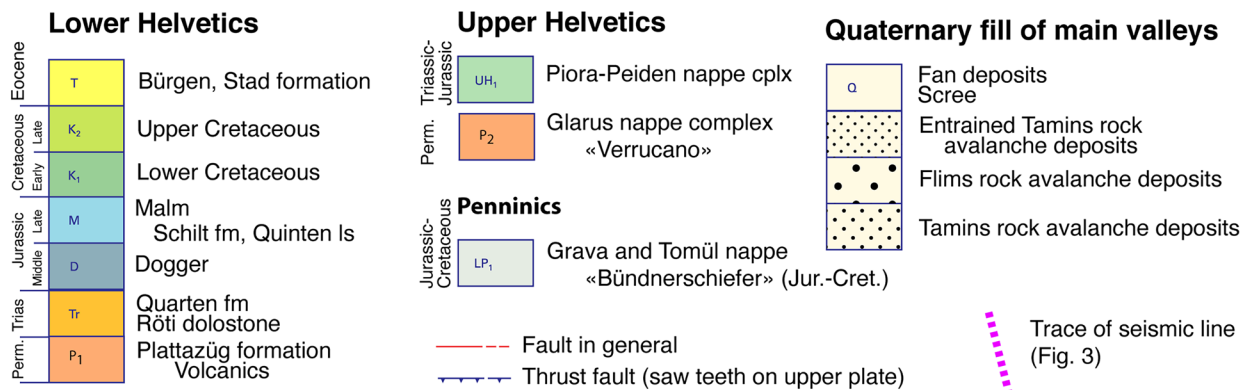 Lower Helvetics
Eocene
T
Bürgen, Stad formation
Cretaceous
Late
K2
Upper Cretaceous
Early
K1
Lower Cretaceous
Jurassic
Late
M
Malm
Schilt fm, Quinten ls
Middle
D
Dogger
Trias
Tr
Quarten fm
Röti dolostone
Perm.
P1
Plattazüg formation
Volcanics
Upper Helvetics
Triassic-
Jurassic
UH1
Piora-Peiden nappe cplx
Perm.
P2
Glarus nappe complex
«Verrucano»
Penninics
Jurassic-
Cretaceous
LP1
Grava and Tomül nappe
«Bündnerschiefer» (Jur.-Cret.)
Fault in general
Thrust fault (saw teeth on upper plate)
Quaternary fill of main valleys
Q
Fan deposits
Scree
Entrained Tamins rock
avalanche deposits
Flims rock avalanche deposits
Tamins rock avalanche deposits
Trace of seismic line
(Fig. 3)